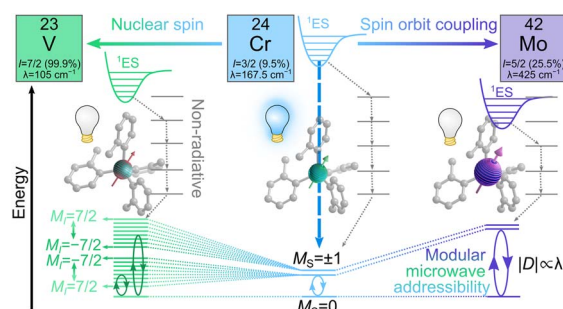 23
V
I=7/2 (99.9%)
λ=105 cm⁻¹
Nuclear spin
24
Cr
I=3/2 (9.5%)
λ=167.5 cm⁻¹
Spin orbit coupling
42
Mo
I=5/2 (25.5%)
λ=425 cm⁻¹
¹ES
¹ES
¹ES
Non-radiative
Energy
M_I=7/2
M_I=−7/2
M_I=−7/2
M_I=7/2
M_S=±1
M_S=0
Modular
microwave
addressibility
|D|∝λ